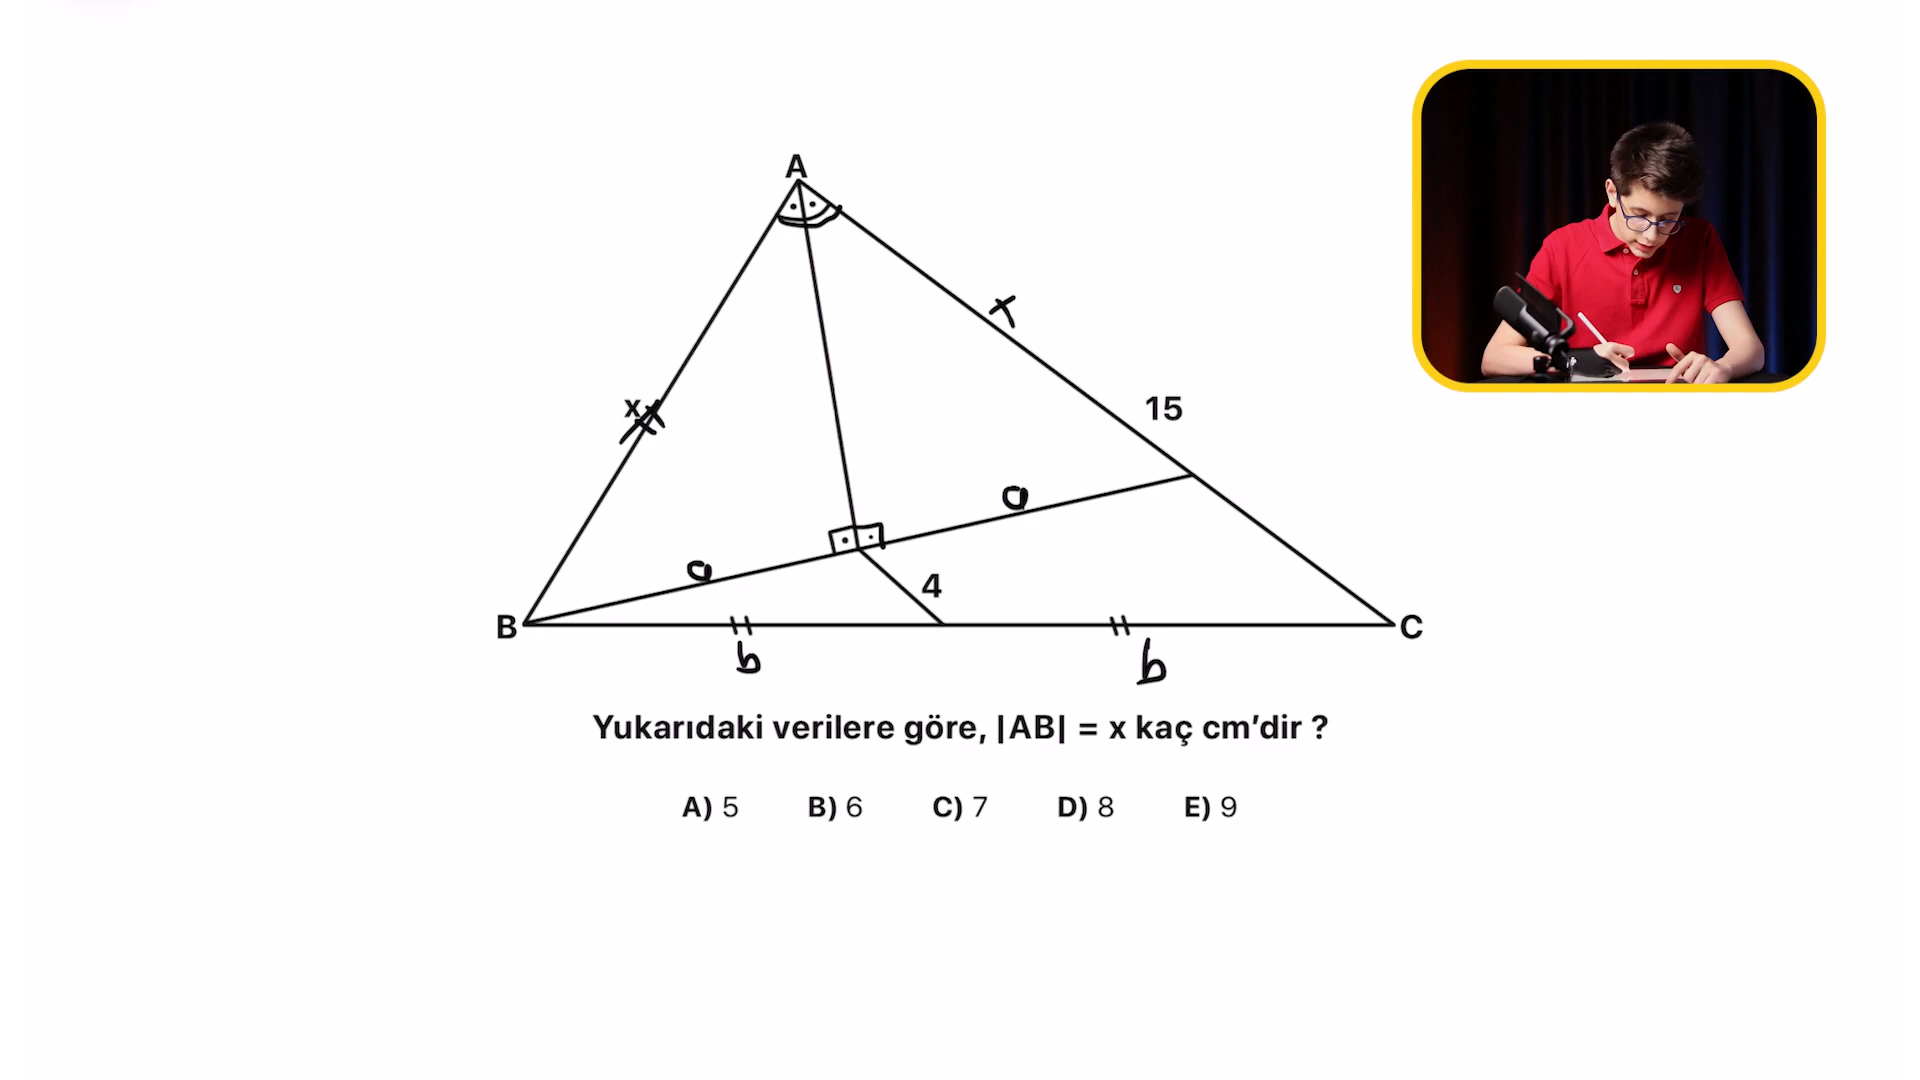 A
x
x
15
a
a
4
B
C
b
b
Yukarıdaki verilere göre, |AB| = x kaç cm’dir ?
A) 5 B) 6 C) 7 D) 8 E) 9